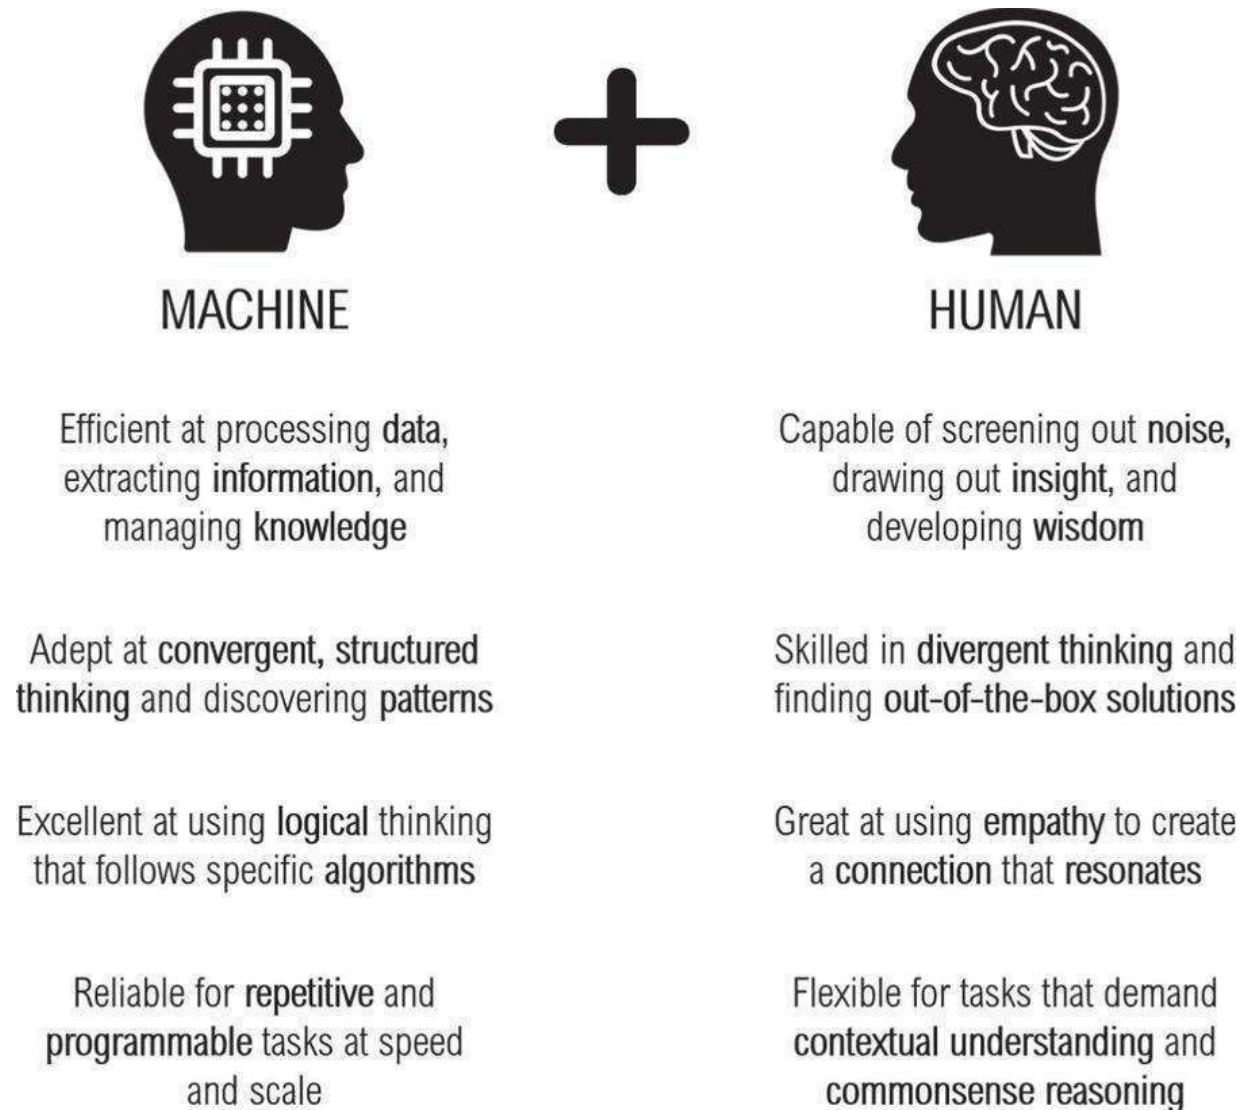 MACHINE
Efficient at processing data,
extracting information, and
managing knowledge
Adept at convergent, structured
thinking and discovering patterns
Excellent at using logical thinking
that follows specific algorithms
Reliable for repetitive and
programmable tasks at speed
and scale
HUMAN
Capable of screening out noise,
drawing out insight, and
developing wisdom
Skilled in divergent thinking and
finding out-of-the-box solutions
Great at using empathy to create
a connection that resonates
Flexible for tasks that demand
contextual understanding and
commonsense reasoning